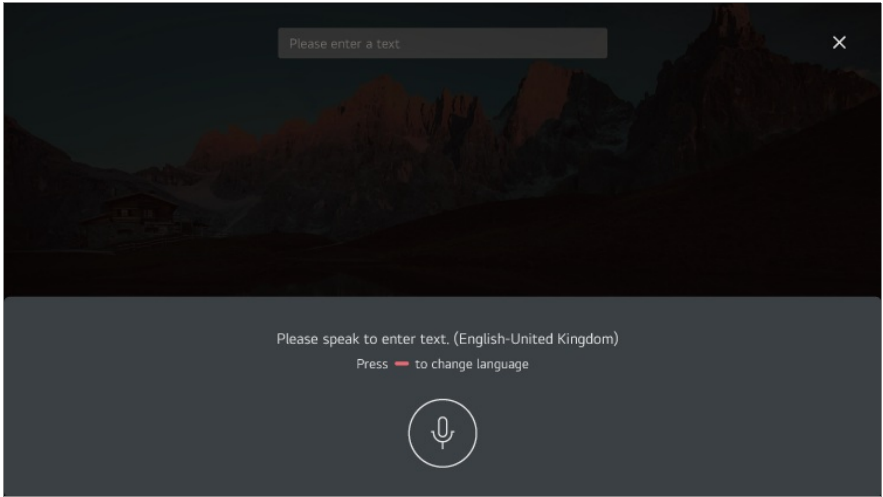 Please enter a text
Please speak to enter text. (English-United Kingdom)
Press to change language